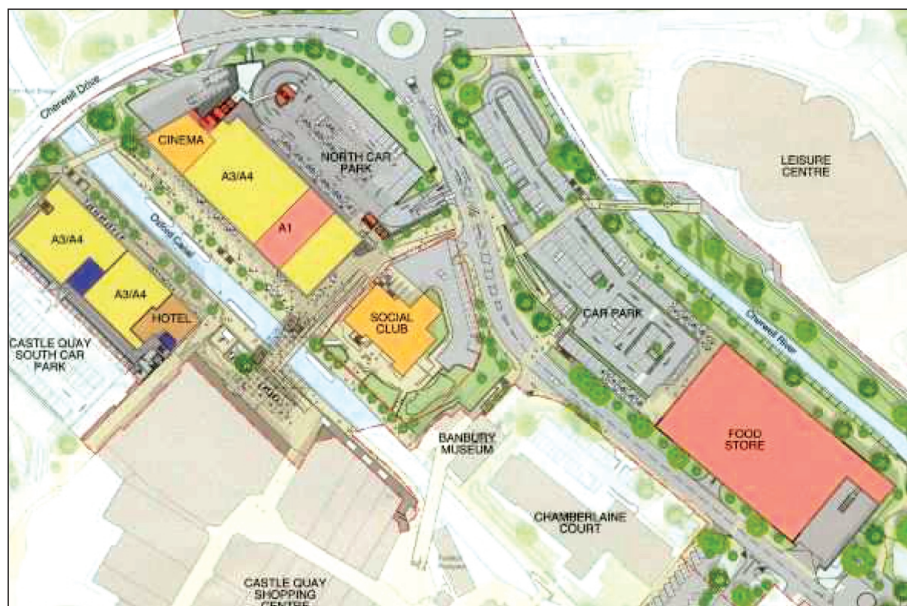 Cherwell Drive
CINEMA
A3/A4
NORTH CAR
PARK
A1
LEISURE
CENTRE
Oxford Canal
A3/A4
A3/A4
HOTEL
CASTLE QUAY
SOUTH CAR
PARK
SOCIAL
CLUB
CAR PARK
Cherwell River
FOOD
STORE
BANBURY
MUSEUM
CHAMBERLAINE
COURT
CASTLE QUAY
SHOPPING
CENTRE